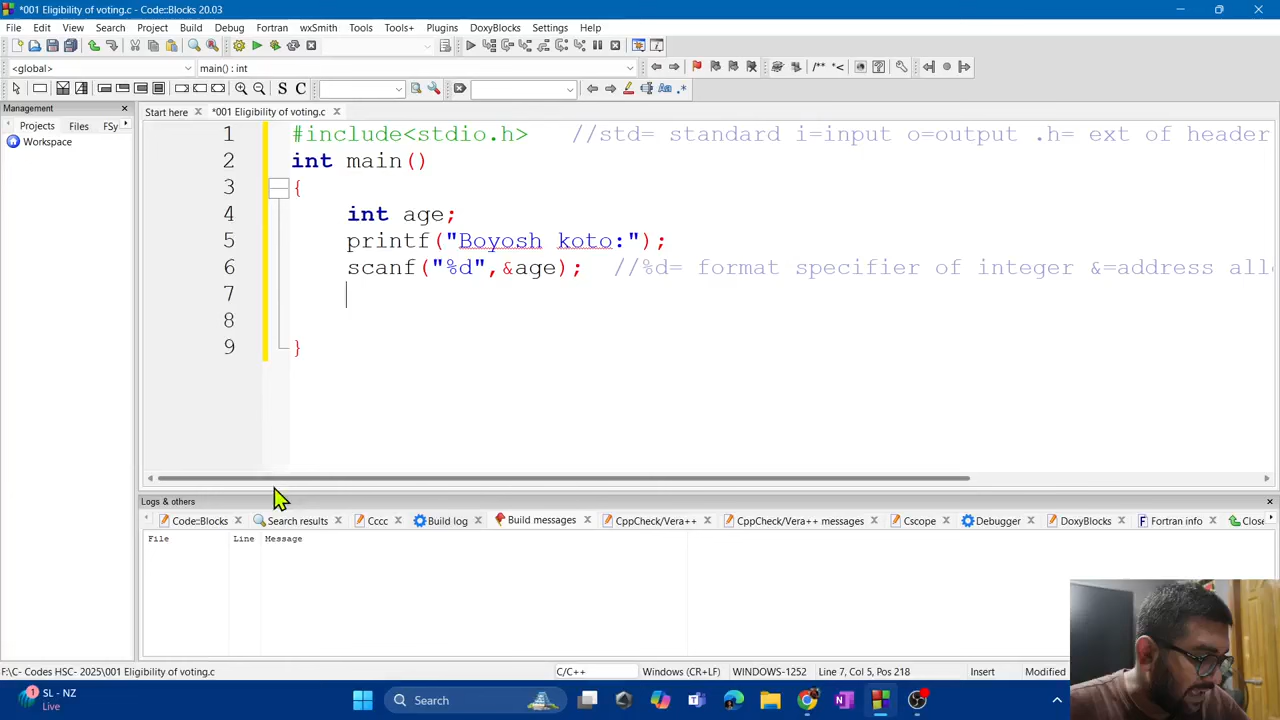 *001 Eligibility of voting.c - Code::Blocks 20.03
File Edit View Search Project Build Debug Fortran wxSmith Tools Tools+ Plugins DoxyBlocks Settings Help
<global> main() : int
S C
Management
Projects Files FSy
Workspace
Start here *001 Eligibility of voting.c
1 #include<stdio.h> //std= standard i=input o=output .h= ext of header
2 int main()
3 {
4 int age;
5 printf("Boyosh koto:");
6 scanf("%d",&age); //%d= format specifier of integer &=address all
7
8
9 }
Logs & others
Code::Blocks Search results Cccc Build log Build messages CppCheck/Vera++ CppCheck/Vera++ messages Cscope Debugger DoxyBlocks Fortran info Close
File Line Message
F:\C- Codes HSC- 2025\001 Eligibility of voting.c C/C++ Windows (CR+LF) WINDOWS-1252 Line 7, Col 5, Pos 218 Insert Modified
1 SL - NZ
Live
Search